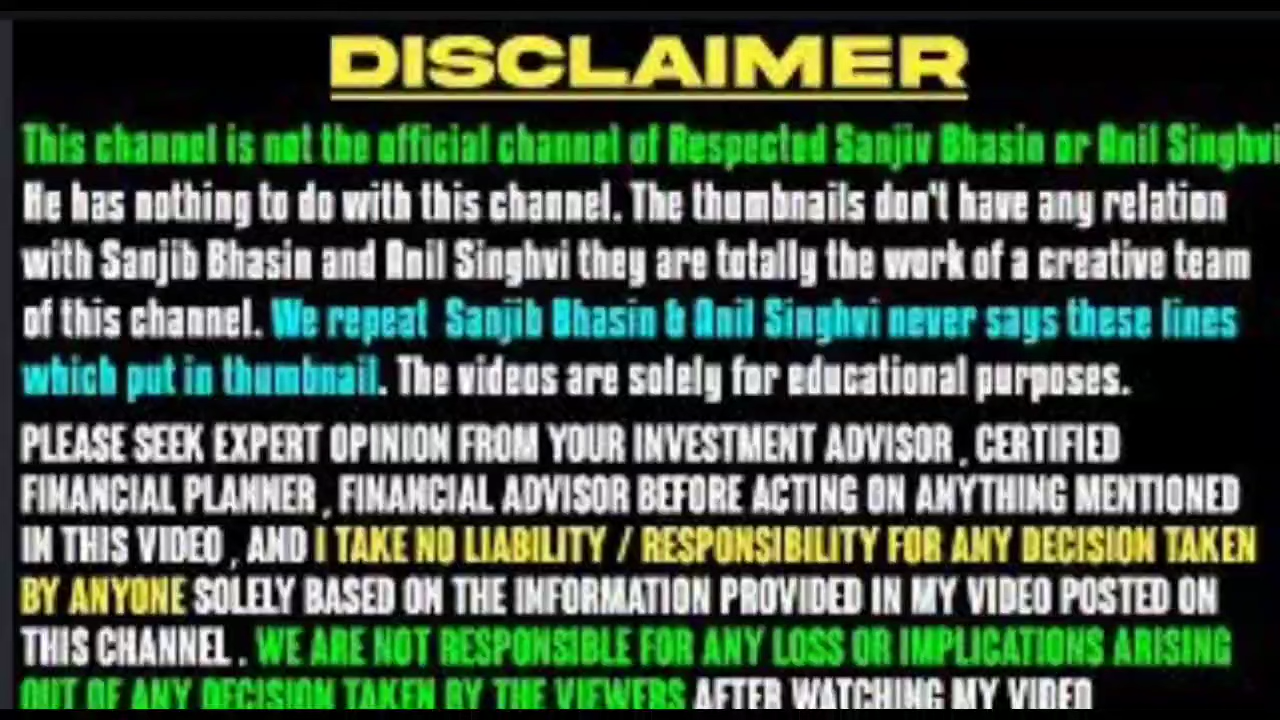 DISCLAIMER
This channel is not the official channel of Respected Sanjiv Bhasin or Anil Singhvi
He has nothing to do with this channel. The thumbnails don't have any relation
with Sanjib Bhasin and Anil Singhvi they are totally the work of a creative team
of this channel. We repeat Sanjib Bhasin & Anil Singhvi never says these lines
which put in thumbnail. The videos are solely for educational purposes.
PLEASE SEEK EXPERT OPINION FROM YOUR INVESTMENT ADVISOR , CERTIFIED
FINANCIAL PLANNER , FINANCIAL ADVISOR BEFORE ACTING ON ANYTHING MENTIONED
IN THIS VIDEO , AND I TAKE NO LIABILITY / RESPONSIBILITY FOR ANY DECISION TAKEN
BY ANYONE SOLELY BASED ON THE INFORMATION PROVIDED IN MY VIDEO POSTED ON
THIS CHANNEL . WE ARE NOT RESPONSIBLE FOR ANY LOSS OR IMPLICATIONS ARISING
OUT OF ANY DECISION TAKEN BY THE VIEWERS AFTER WATCHING MY VIDEO